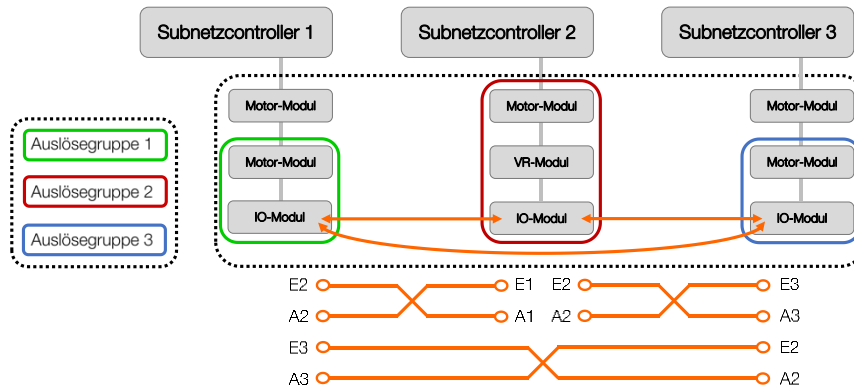 Subnetzcontroller 1
Subnetzcontroller 2
Subnetzcontroller 3
Motor-Modul
Motor-Modul
Motor-Modul
Auslösegruppe 1
Motor-Modul
VR-Modul
Motor-Modul
Auslösegruppe 2
IO-Modul
IO-Modul
IO-Modul
Auslösegruppe 3
E2
E1
E2
E3
A2
A1
A2
A3
E3
E2
A3
A2